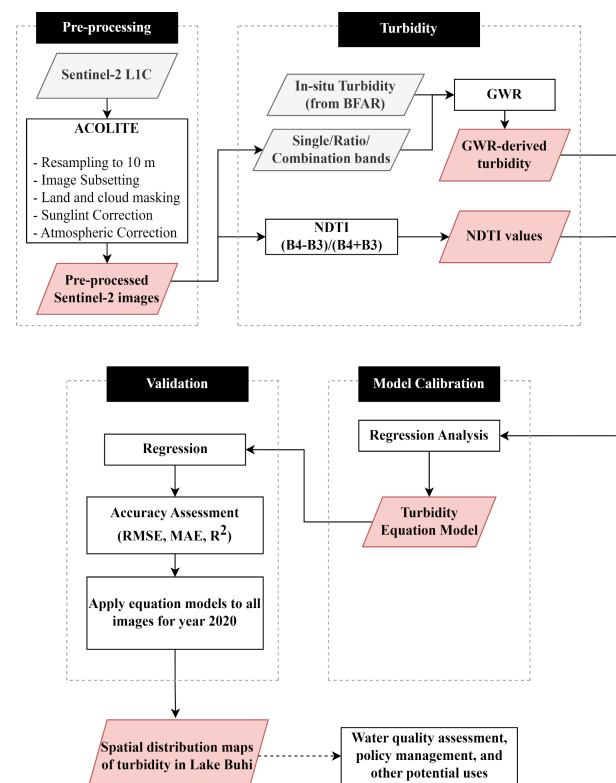 Pre-processing
Sentinel-2 L1C
ACOLITE
- Resampling to 10 m
- Image Subsetting
- Land and cloud masking
- Sunglint Correction
- Atmospheric Correction
Pre-processed
Sentinel-2 images
Turbidity
In-situ Turbidity
(from BFAR)
GWR
Single/Ratio/
Combination bands
GWR-derived
turbidity
NDTI
(B4-B3)/(B4+B3)
NDTI values
Validation
Regression
Accuracy Assessment
(RMSE, MAE, R²)
Apply equation models to all
images for year 2020
Model Calibration
Regression Analysis
Turbidity
Equation Model
Spatial distribution maps
of turbidity in Lake Buhi
Water quality assessment,
policy management, and
other potential uses